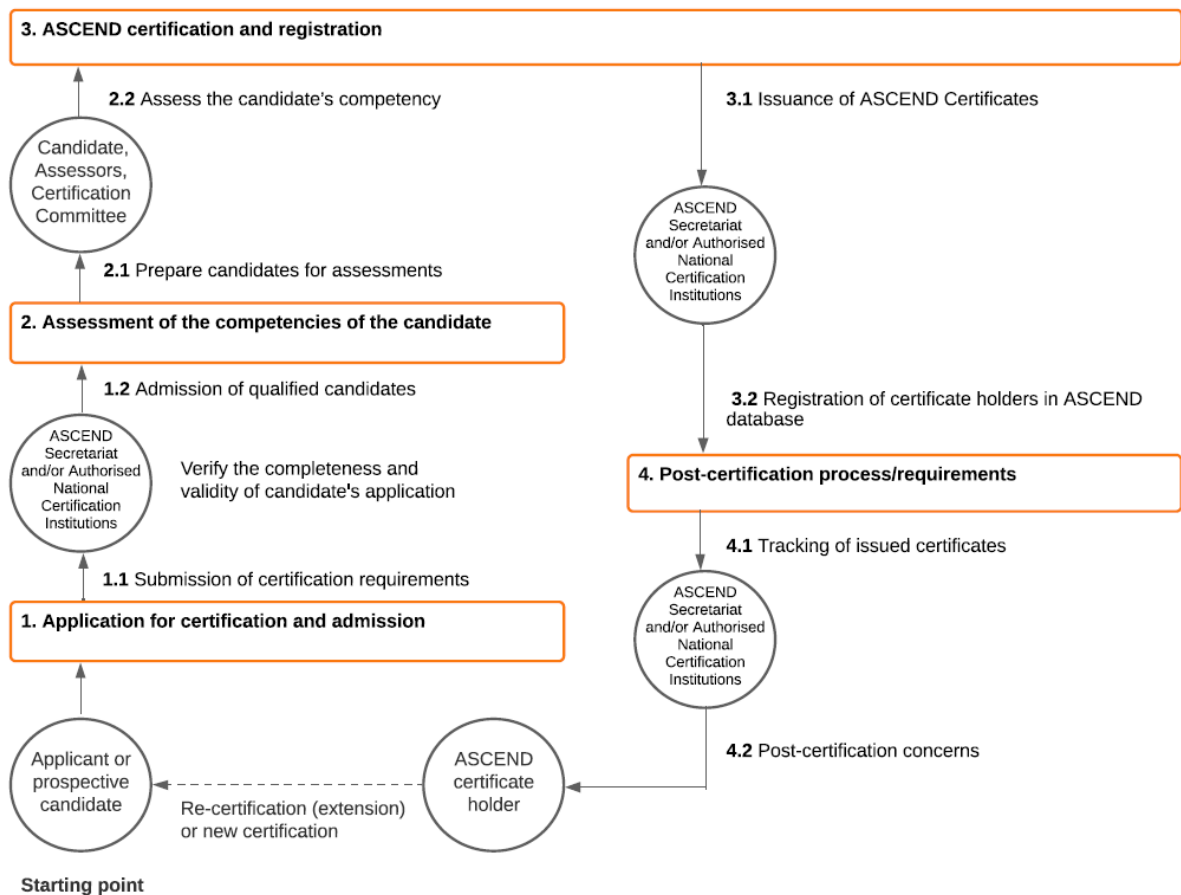 3. ASCEND certification and registration
2.2 Assess the candidate's competency
Candidate,
Assessors,
Certification
Committee
2.1 Prepare candidates for assessments
2. Assessment of the competencies of the candidate
1.2 Admission of qualified candidates
ASCEND
Secretariat
and/or Authorised
National
Certification
Institutions
Verify the completeness and
validity of candidate's application
1.1 Submission of certification requirements
1. Application for certification and admission
Applicant or
prospective
candidate
Starting point
3.1 Issuance of ASCEND Certificates
ASCEND
Secretariat
and/or Authorised
National
Certification
Institutions
3.2 Registration of certificate holders in ASCEND
database
4. Post-certification process/requirements
4.1 Tracking of issued certificates
ASCEND
Secretariat
and/or Authorised
National
Certification
Institutions
4.2 Post-certification concerns
ASCEND
certificate
holder
Re-certification (extension)
or new certification